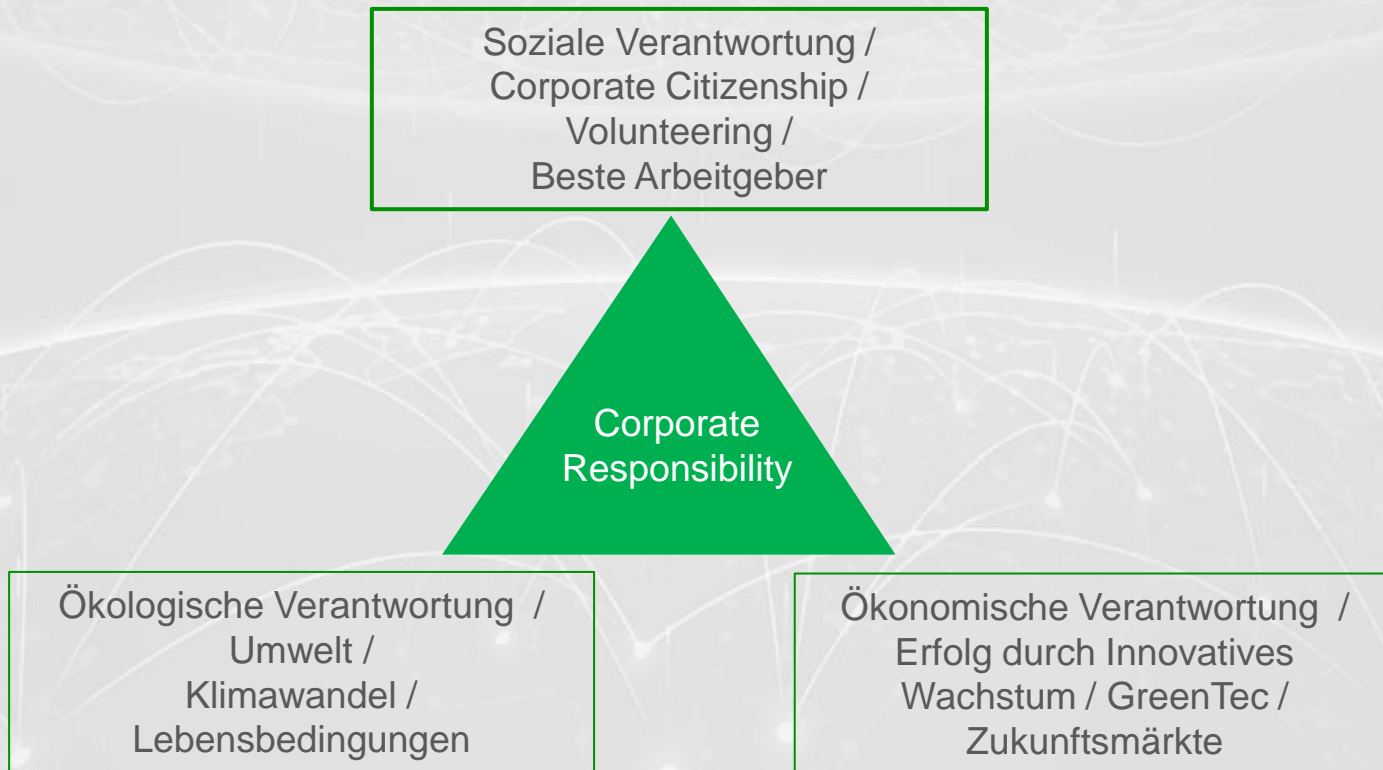 Soziale Verantwortung /
Corporate Citizenship /
Volunteering /
Beste Arbeitgeber
Corporate
Responsibility
Ökologische Verantwortung /
Umwelt /
Klimawandel /
Lebensbedingungen
Ökonomische Verantwortung /
Erfolg durch Innovatives
Wachstum / GreenTec /
Zukunftsmärkte